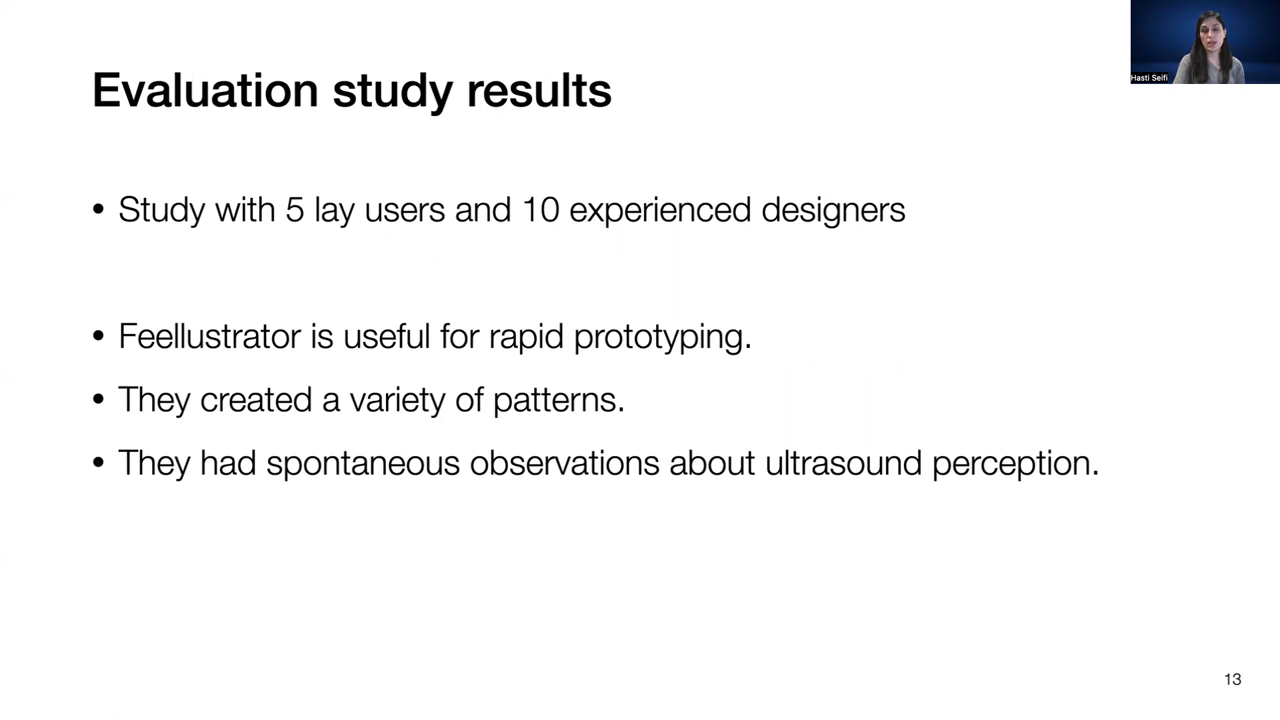 Hasti Seifi
Evaluation study results
• Study with 5 lay users and 10 experienced designers
• Feellustrator is useful for rapid prototyping.
• They created a variety of patterns.
• They had spontaneous observations about ultrasound perception.
13